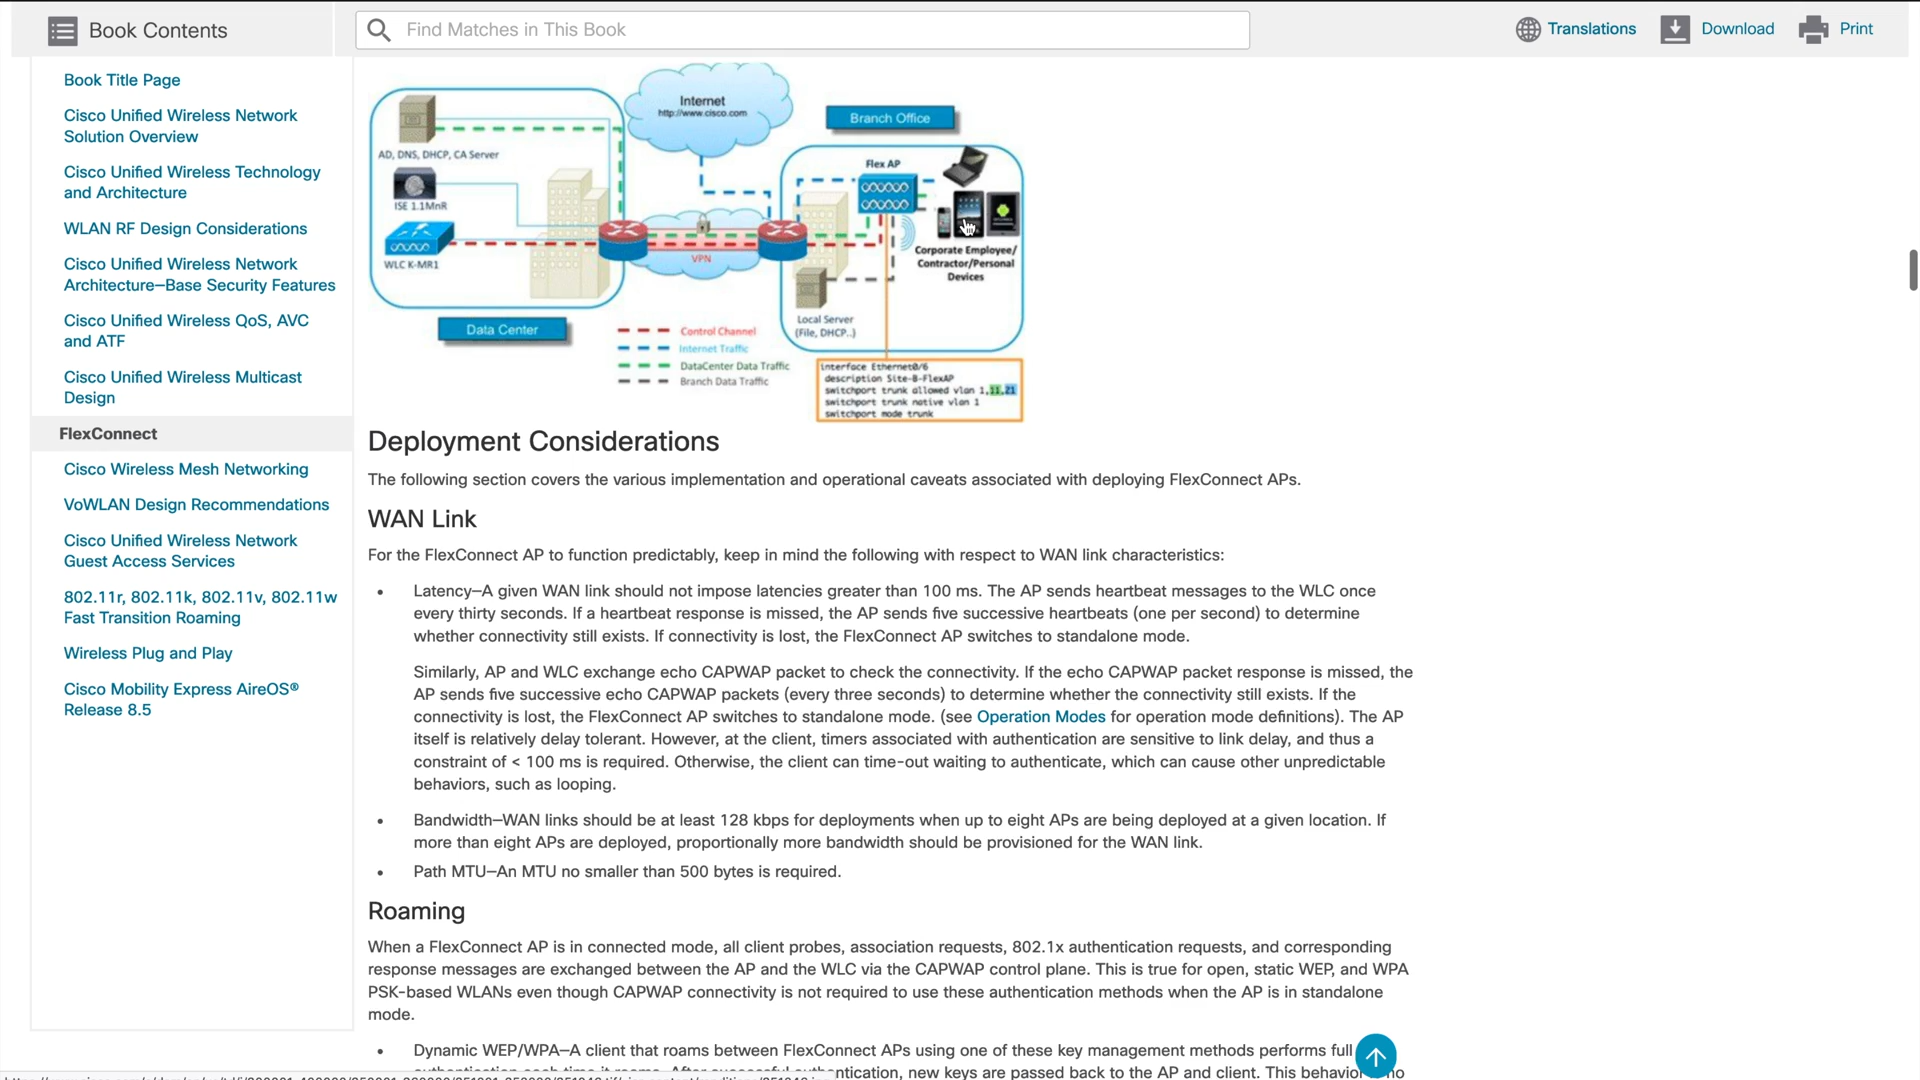 Book Contents
Find Matches in This Book
Translations
Download
Print
Book Title Page
Cisco Unified Wireless Network
Solution Overview
Cisco Unified Wireless Technology
and Architecture
WLAN RF Design Considerations
Cisco Unified Wireless Network
Architecture—Base Security Features
Cisco Unified Wireless QoS, AVC
and ATF
Cisco Unified Wireless Multicast
Design
FlexConnect
Cisco Wireless Mesh Networking
VoWLAN Design Recommendations
Cisco Unified Wireless Network
Guest Access Services
802.11r, 802.11k, 802.11v, 802.11w
Fast Transition Roaming
Wireless Plug and Play
Cisco Mobility Express AireOS®
Release 8.5
Internet
http://www.cisco.com
Branch Office
AD, DNS, DHCP, CA Server
Flex AP
ISE 1.1MnR
WLC K-MR1
VPN
Corporate Employee/
Contractor/Personal
Devices
Local Server
(File, DHCP..)
Data Center
Control Channel
Internet Traffic
DataCenter Data Traffic
Branch Data Traffic
interface Ethernet0/6
description Site-B-FlexAP
switchport trunk allowed vlan 1,11,21
switchport trunk native vlan 1
switchport mode trunk
Deployment Considerations
The following section covers the various implementation and operational caveats associated with deploying FlexConnect APs.
WAN Link
For the FlexConnect AP to function predictably, keep in mind the following with respect to WAN link characteristics:
• Latency—A given WAN link should not impose latencies greater than 100 ms. The AP sends heartbeat messages to the WLC once
every thirty seconds. If a heartbeat response is missed, the AP sends five successive heartbeats (one per second) to determine
whether connectivity still exists. If connectivity is lost, the FlexConnect AP switches to standalone mode.
Similarly, AP and WLC exchange echo CAPWAP packet to check the connectivity. If the echo CAPWAP packet response is missed, the
AP sends five successive echo CAPWAP packets (every three seconds) to determine whether the connectivity still exists. If the
connectivity is lost, the FlexConnect AP switches to standalone mode. (see Operation Modes for operation mode definitions). The AP
itself is relatively delay tolerant. However, at the client, timers associated with authentication are sensitive to link delay, and thus a
constraint of < 100 ms is required. Otherwise, the client can time-out waiting to authenticate, which can cause other unpredictable
behaviors, such as looping.
• Bandwidth—WAN links should be at least 128 kbps for deployments when up to eight APs are being deployed at a given location. If
more than eight APs are deployed, proportionally more bandwidth should be provisioned for the WAN link.
• Path MTU—An MTU no smaller than 500 bytes is required.
Roaming
When a FlexConnect AP is in connected mode, all client probes, association requests, 802.1x authentication requests, and corresponding
response messages are exchanged between the AP and the WLC via the CAPWAP control plane. This is true for open, static WEP, and WPA
PSK-based WLANs even though CAPWAP connectivity is not required to use these authentication methods when the AP is in standalone
mode.
• Dynamic WEP/WPA—A client that roams between FlexConnect APs using one of these key management methods performs full
ntication, new keys are passed back to the AP and client. This behavior